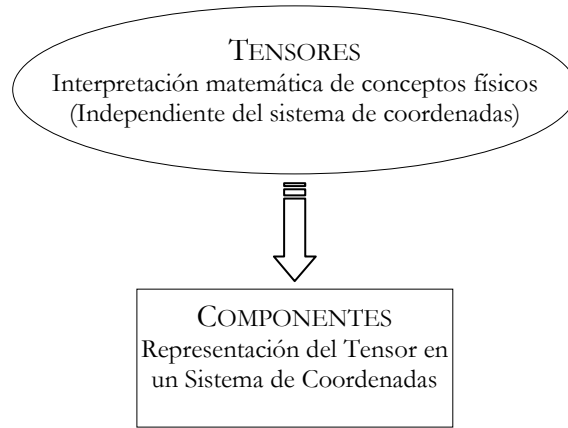 TENSORES
Interpretación matemática de conceptos físicos
(Independiente del sistema de coordenadas)
COMPONENTES
Representación del Tensor en
un Sistema de Coordenadas